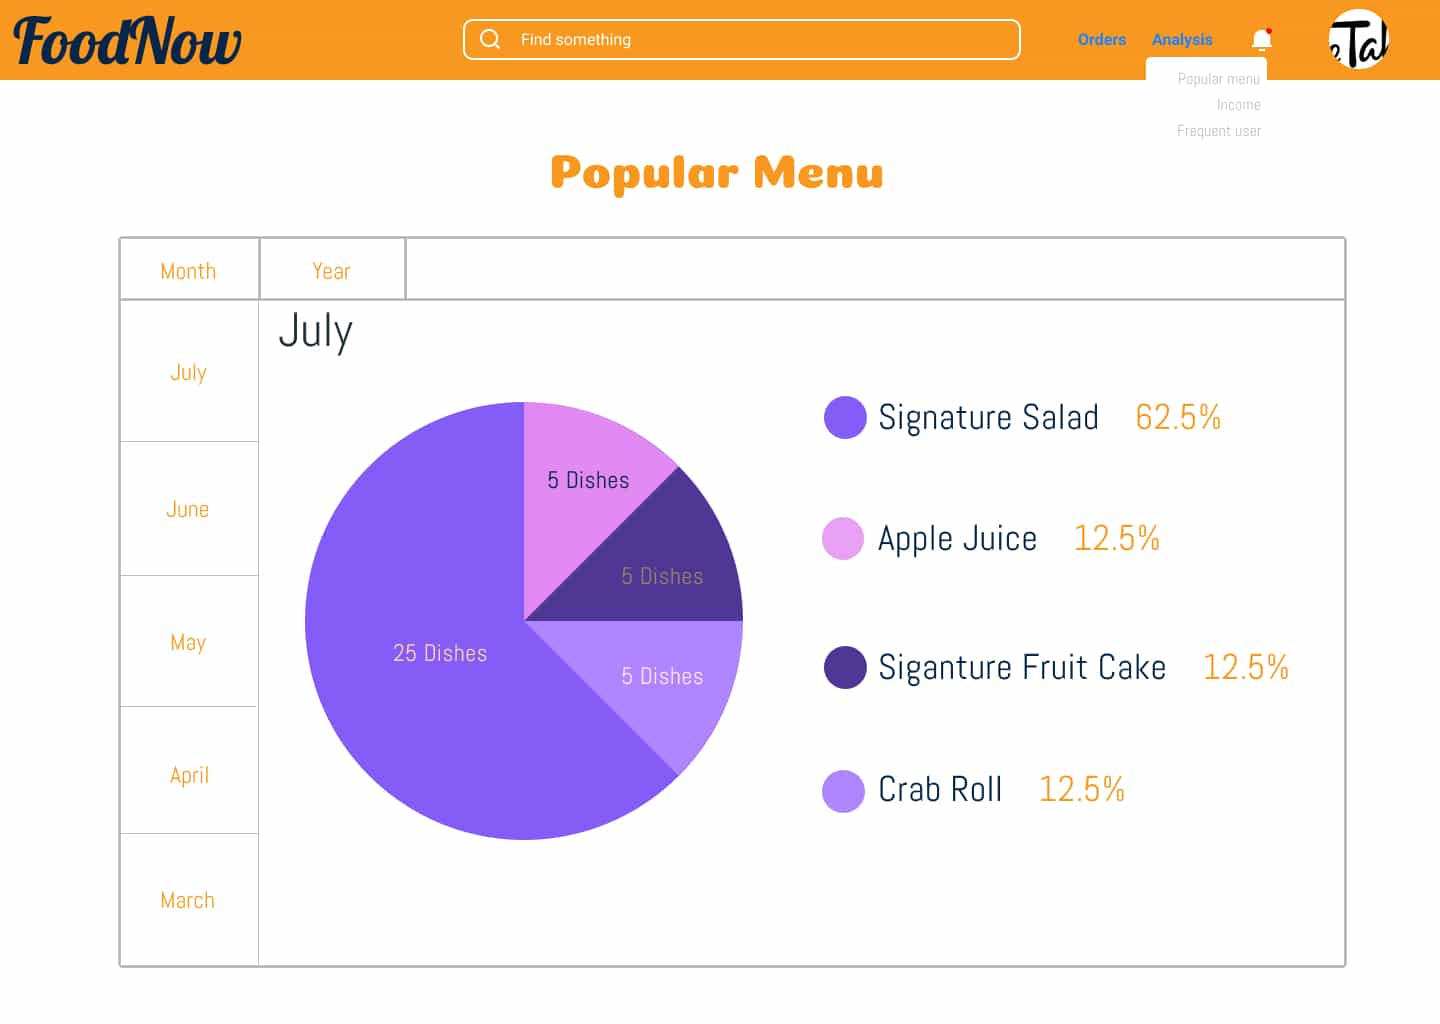 FoodNow
Find something
Orders
Analysis
eTal
Popular menu
Income
Frequent user
Popular Menu
Month
Year
July
June
May
April
March
July
5 Dishes
5 Dishes
25 Dishes
5 Dishes
Signature Salad 62.5%
Apple Juice 12.5%
Siganture Fruit Cake 12.5%
Crab Roll 12.5%